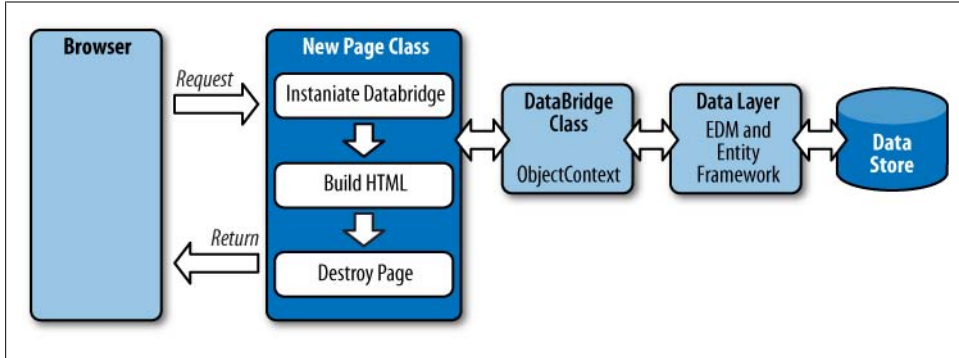 Browser
Request
Return
New Page Class
Instaniate Databridge
Build HTML
Destroy Page
DataBridge
Class
ObjectContext
Data Layer
EDM and
Entity
Framework
Data
Store